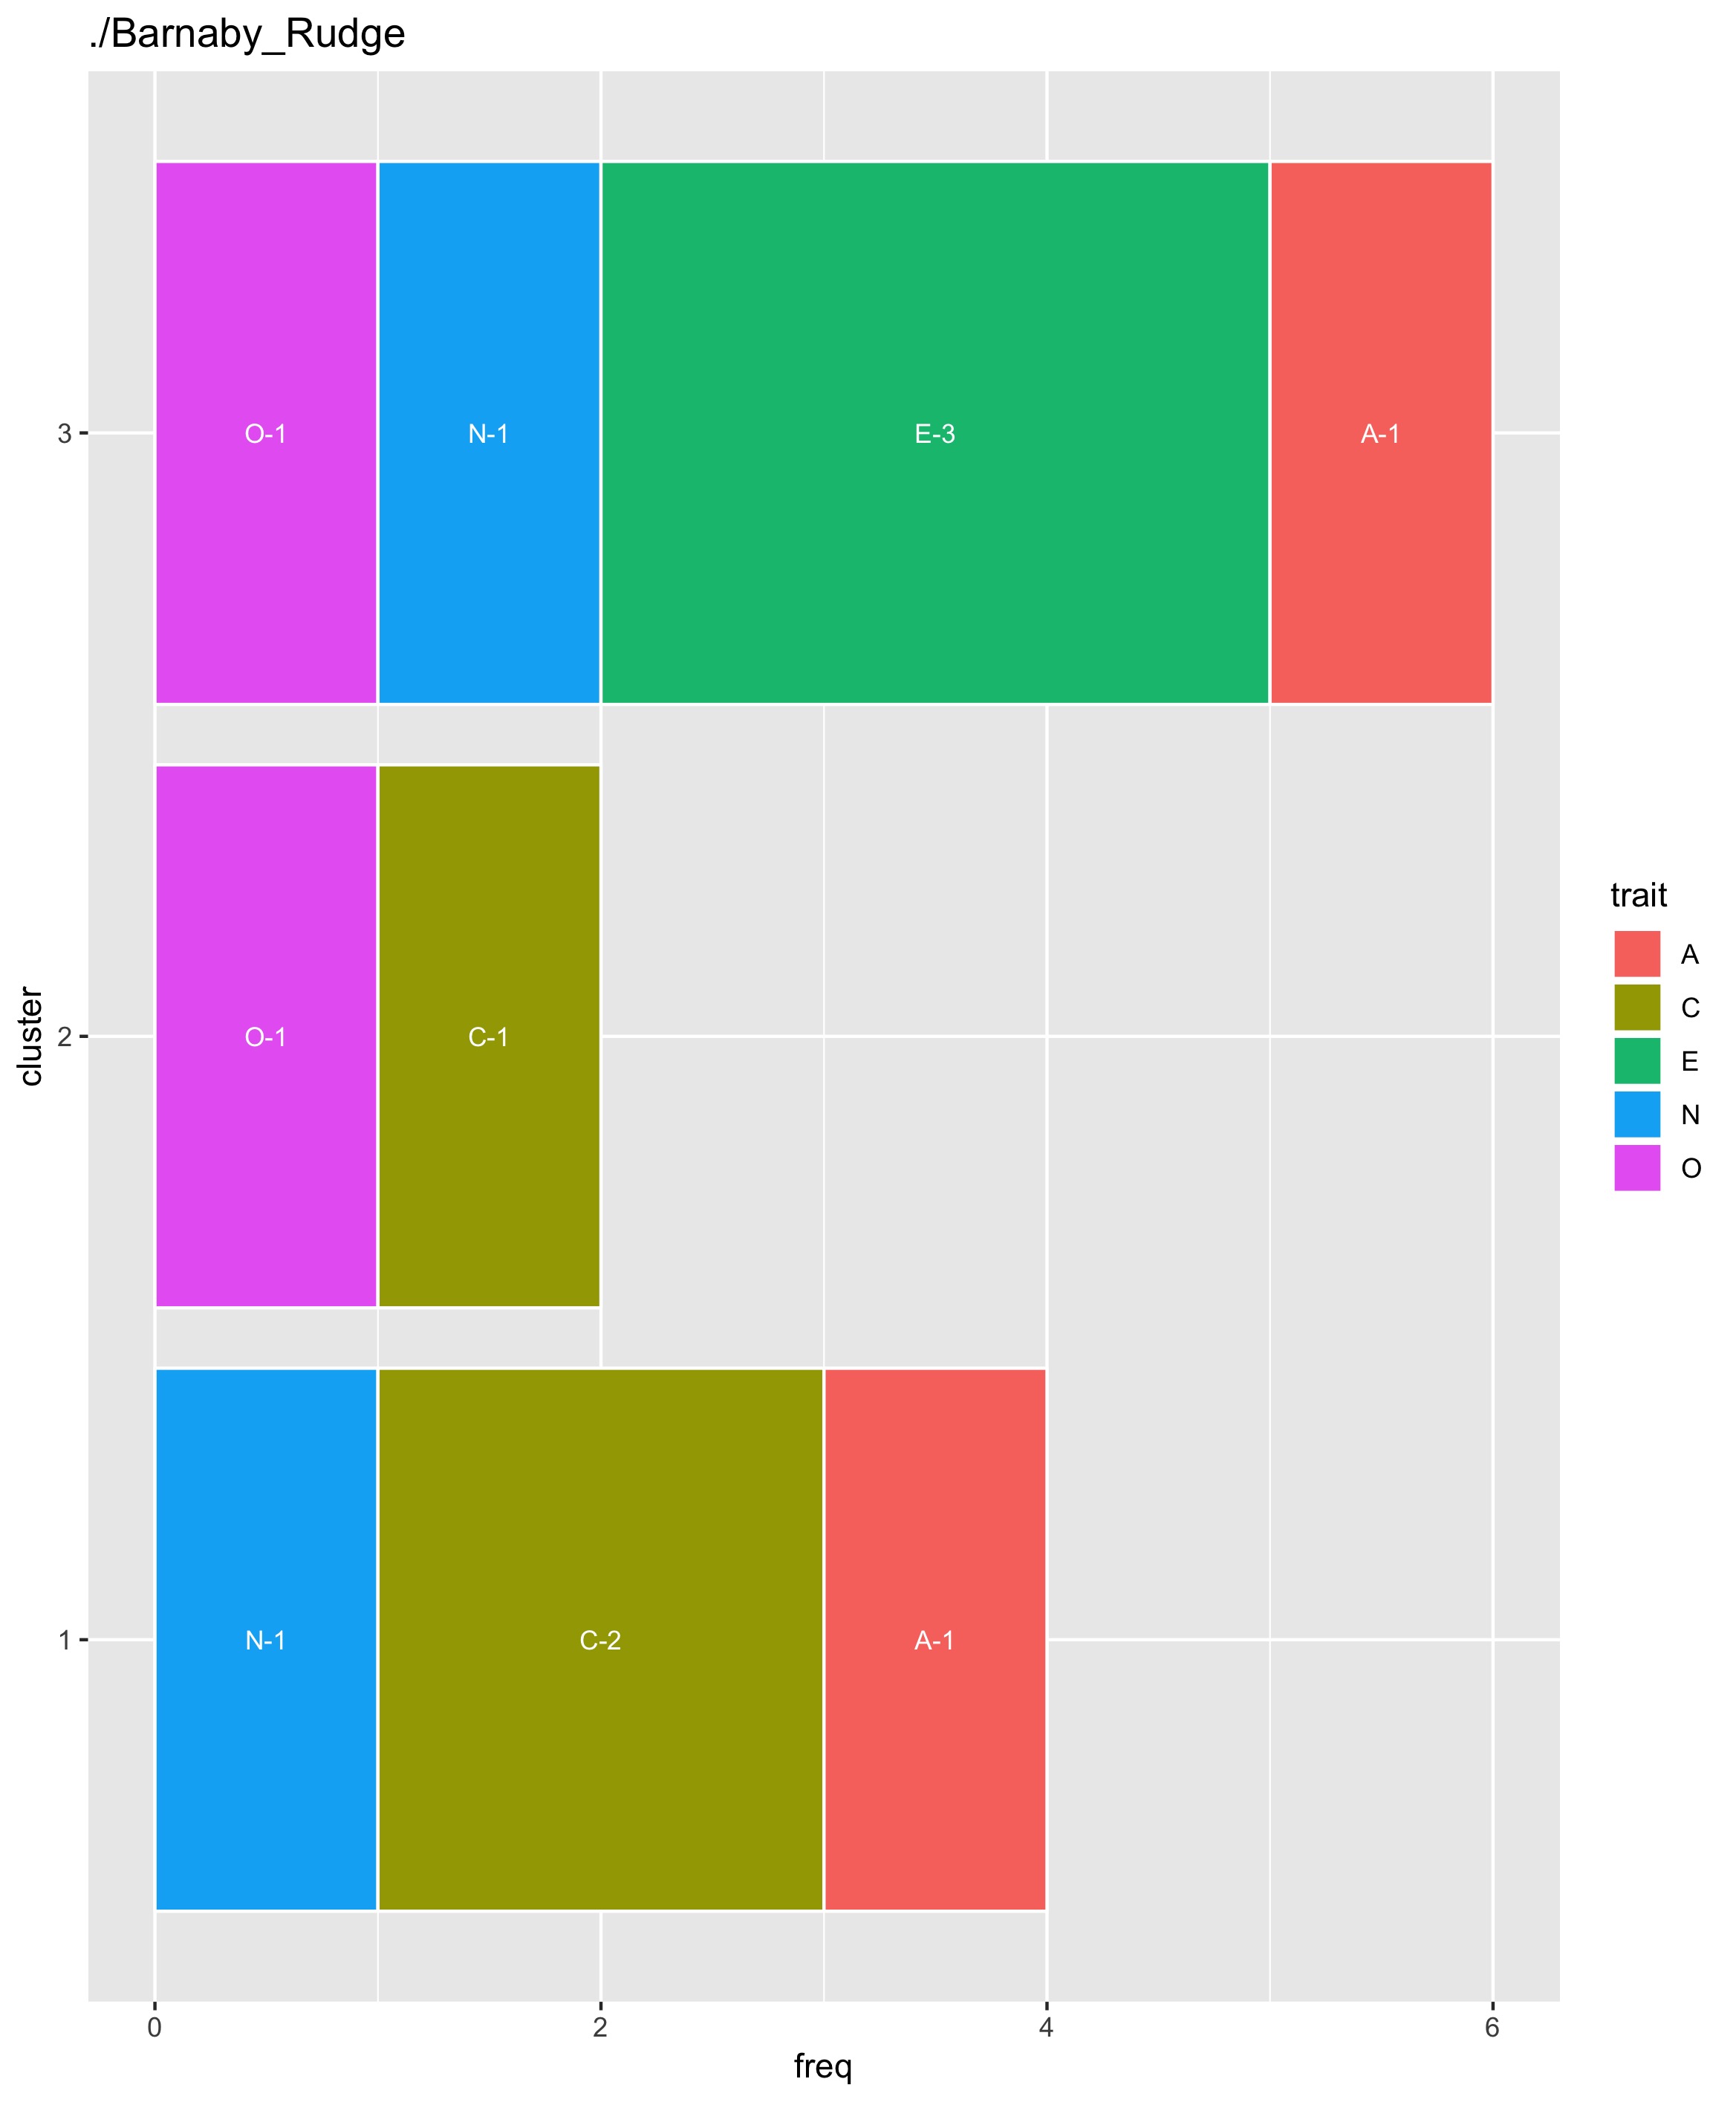 ./Barnaby_Rudge
3
O-1
N-1
E-3
A-1
2
O-1
C-1
1
N-1
C-2
A-1
cluster
0
2
4
6
freq
trait
A
C
E
N
O